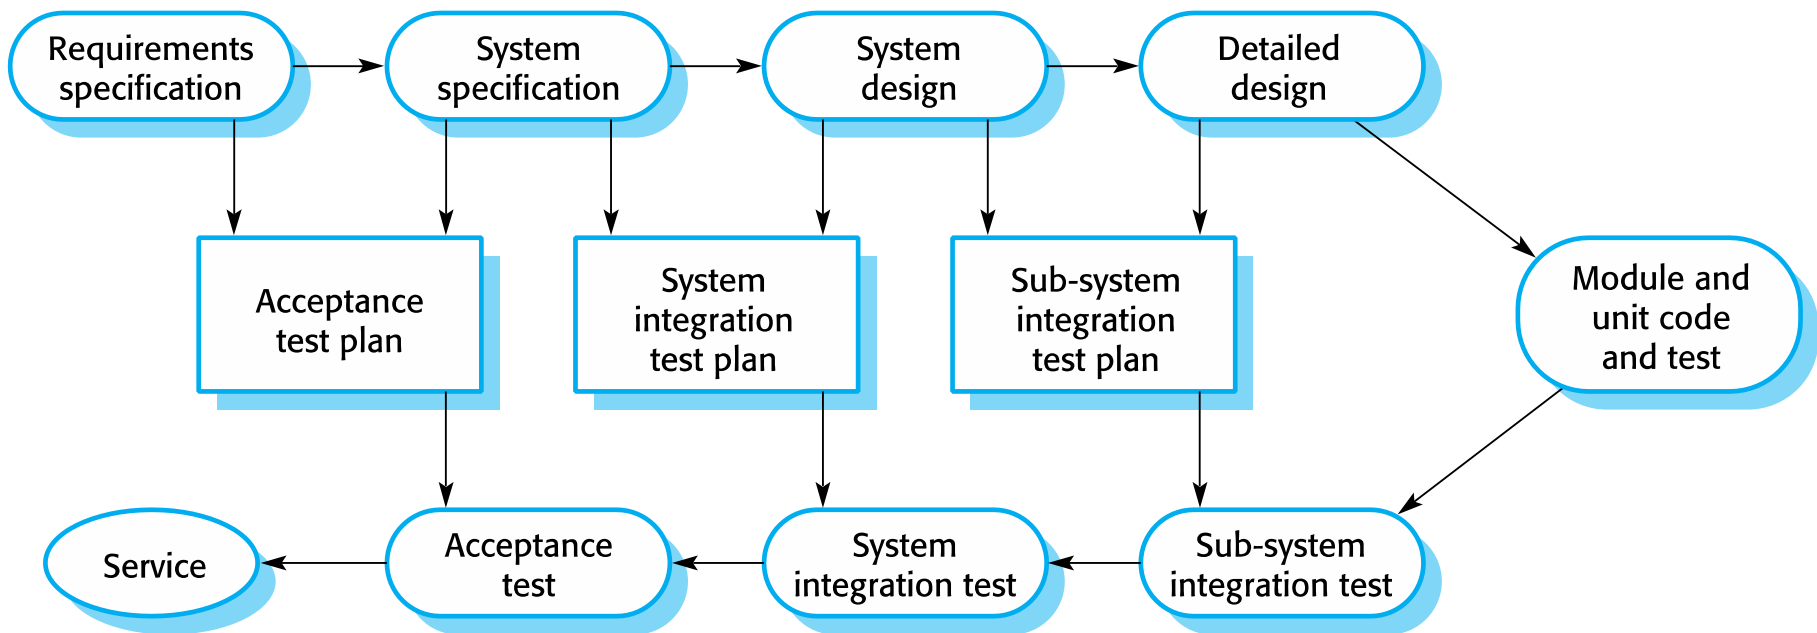 Requirements
specification
System
specification
System
design
Detailed
design
Acceptance
test plan
System
integration
test plan
Sub-system
integration
test plan
Module and
unit code
and test
Service
Acceptance
test
System
integration test
Sub-system
integration test